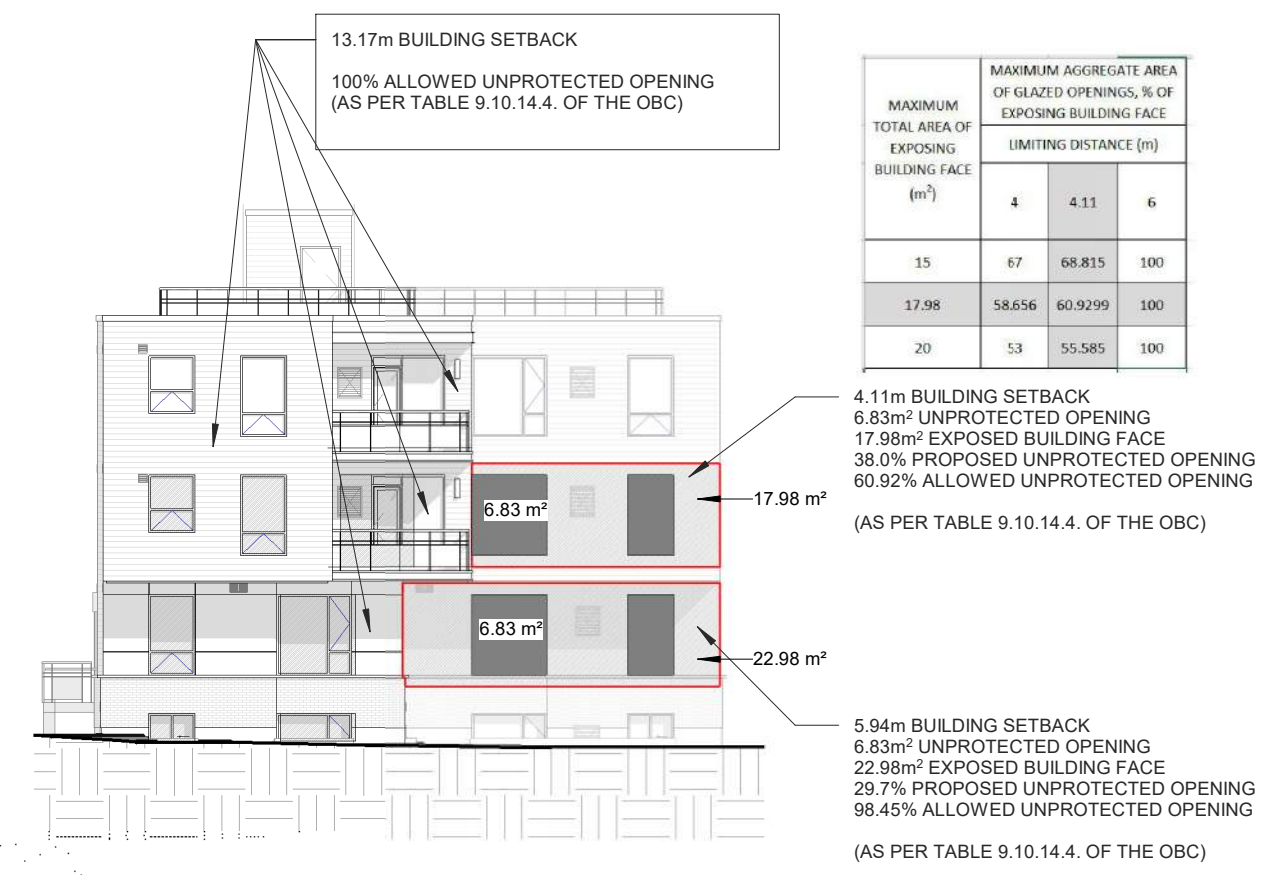 13.17m BUILDING SETBACK
100% ALLOWED UNPROTECTED OPENING
(AS PER TABLE 9.10.14.4. OF THE OBC)
MAXIMUM
TOTAL AREA OF
EXPOSING
BUILDING FACE
(m²)
MAXIMUM AGGREGATE AREA
OF GLAZED OPENINGS, % OF
EXPOSING BUILDING FACE
LIMITING DISTANCE (m)
4 4.11 6
15 67 68.815 100
17.98 58.656 60.9299 100
20 53 55.585 100
4.11m BUILDING SETBACK
6.83m² UNPROTECTED OPENING
17.98m² EXPOSED BUILDING FACE
38.0% PROPOSED UNPROTECTED OPENING
60.92% ALLOWED UNPROTECTED OPENING
(AS PER TABLE 9.10.14.4. OF THE OBC)
6.83 m²
17.98 m²
6.83 m²
22.98 m²
5.94m BUILDING SETBACK
6.83m² UNPROTECTED OPENING
22.98m² EXPOSED BUILDING FACE
29.7% PROPOSED UNPROTECTED OPENING
98.45% ALLOWED UNPROTECTED OPENING
(AS PER TABLE 9.10.14.4. OF THE OBC)